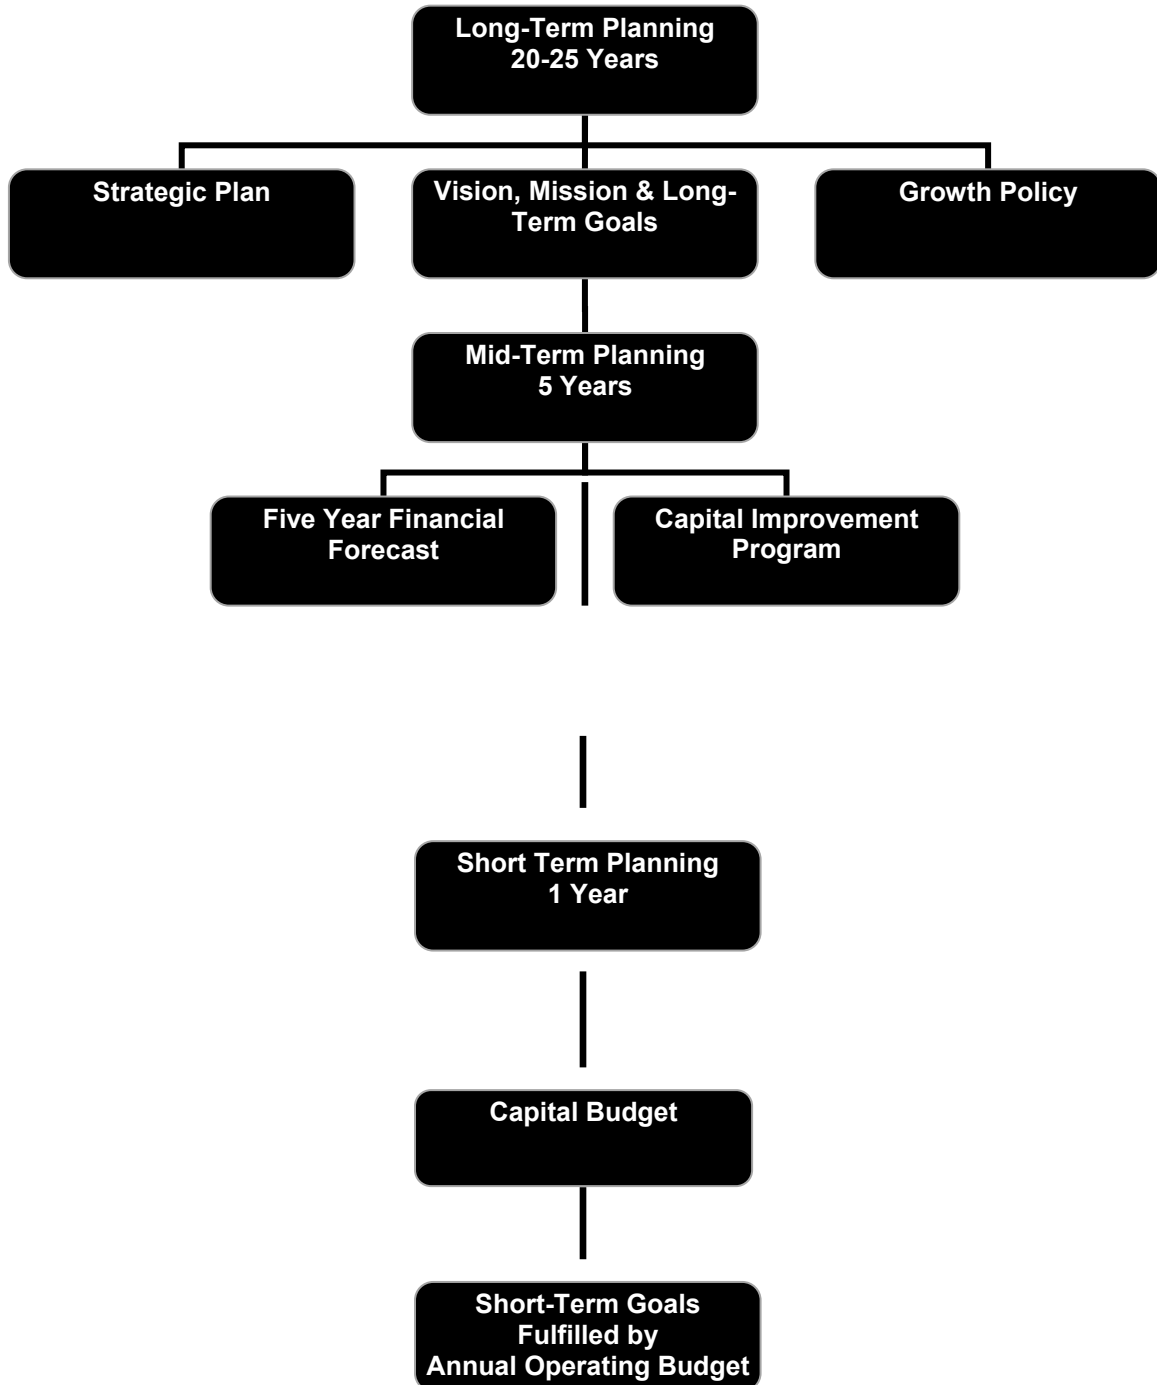 Long-Term Planning
20-25 Years
Strategic Plan
Vision, Mission & Long-
Term Goals
Growth Policy
Mid-Term Planning
5 Years
Five Year Financial
Forecast
Capital Improvement
Program
Short Term Planning
1 Year
Capital Budget
Short-Term Goals
Fulfilled by
Annual Operating Budget